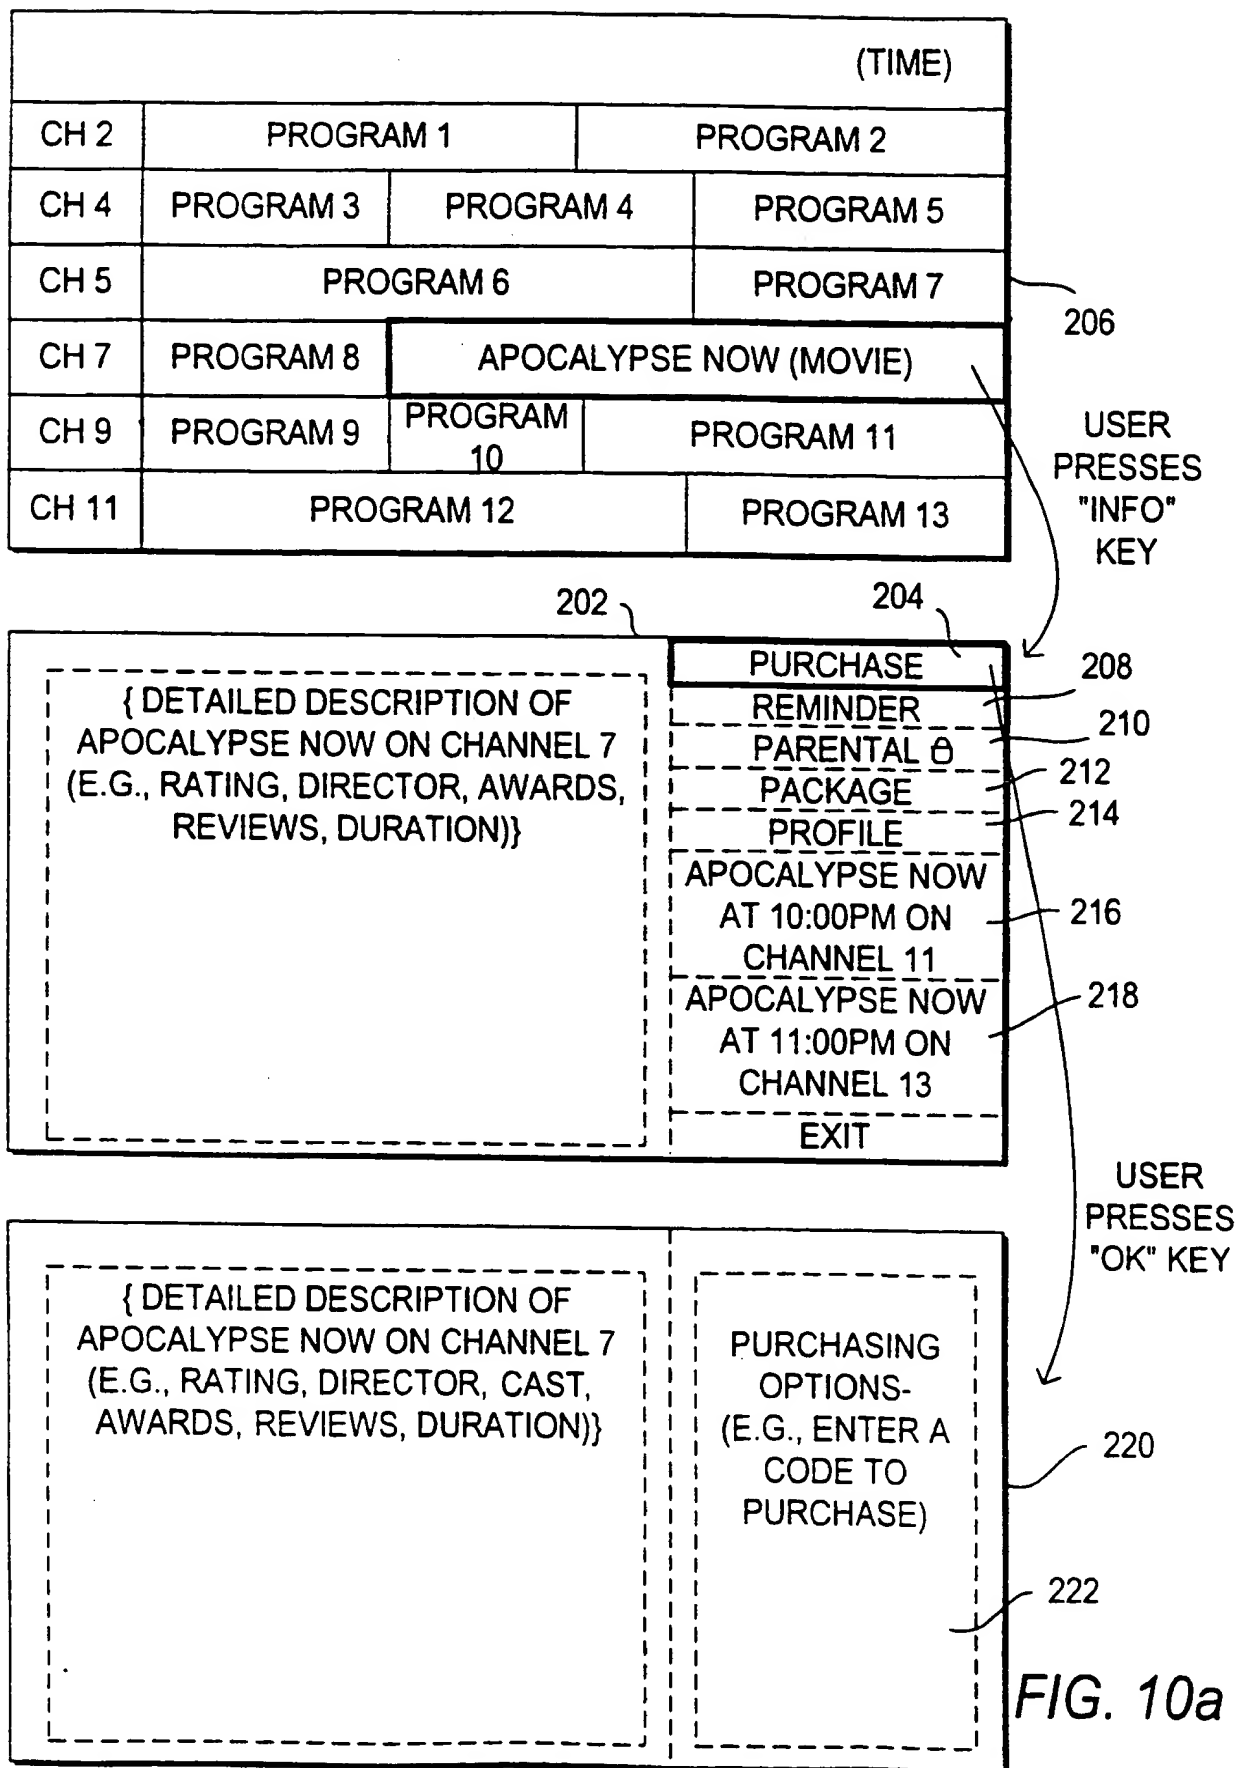 (TIME)
CH 2 PROGRAM 1 PROGRAM 2
CH 4 PROGRAM 3 PROGRAM 4 PROGRAM 5
CH 5 PROGRAM 6 PROGRAM 7
206
CH 7 PROGRAM 8 APOCALYPSE NOW (MOVIE)
CH 9 PROGRAM 9 PROGRAM
10 PROGRAM 11
CH 11 PROGRAM 12 PROGRAM 13
USER
PRESSES
"INFO"
KEY
202
204
PURCHASE
208
REMINDER
210
PARENTAL
212
PACKAGE
214
PROFILE
{ DETAILED DESCRIPTION OF
APOCALYPSE NOW ON CHANNEL 7
(E.G., RATING, DIRECTOR, AWARDS,
REVIEWS, DURATION)}
APOCALYPSE NOW
AT 10:00PM ON
CHANNEL 11
216
APOCALYPSE NOW
AT 11:00PM ON
CHANNEL 13
218
EXIT
USER
PRESSES
"OK" KEY
{ DETAILED DESCRIPTION OF
APOCALYPSE NOW ON CHANNEL 7
(E.G., RATING, DIRECTOR, CAST,
AWARDS, REVIEWS, DURATION)}
PURCHASING
OPTIONS-
(E.G., ENTER A
CODE TO
PURCHASE)
220
222
FIG. 10a